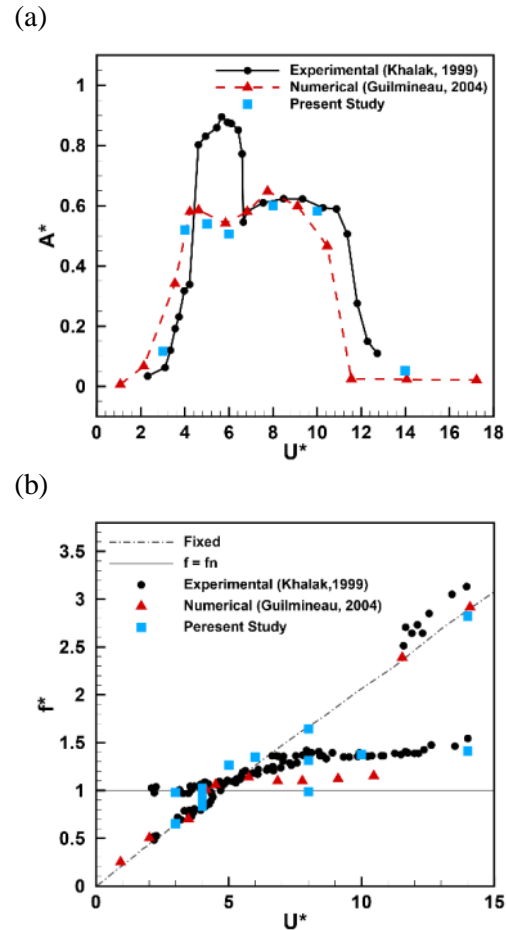 (a)
Experimental (Khalak, 1999)
Numerical (Guilmineau, 2004)
Present Study
A*
1
0.8
0.6
0.4
0.2
0
0 2 4 6 8 10 12 14 16 18
U*
(b)
Fixed
f = fn
Experimental (Khalak,1999)
Numerical (Guilmineau, 2004)
Peresent Study
f*
3.5
3
2.5
2
1.5
1
0.5
0
0 5 10 15
U*